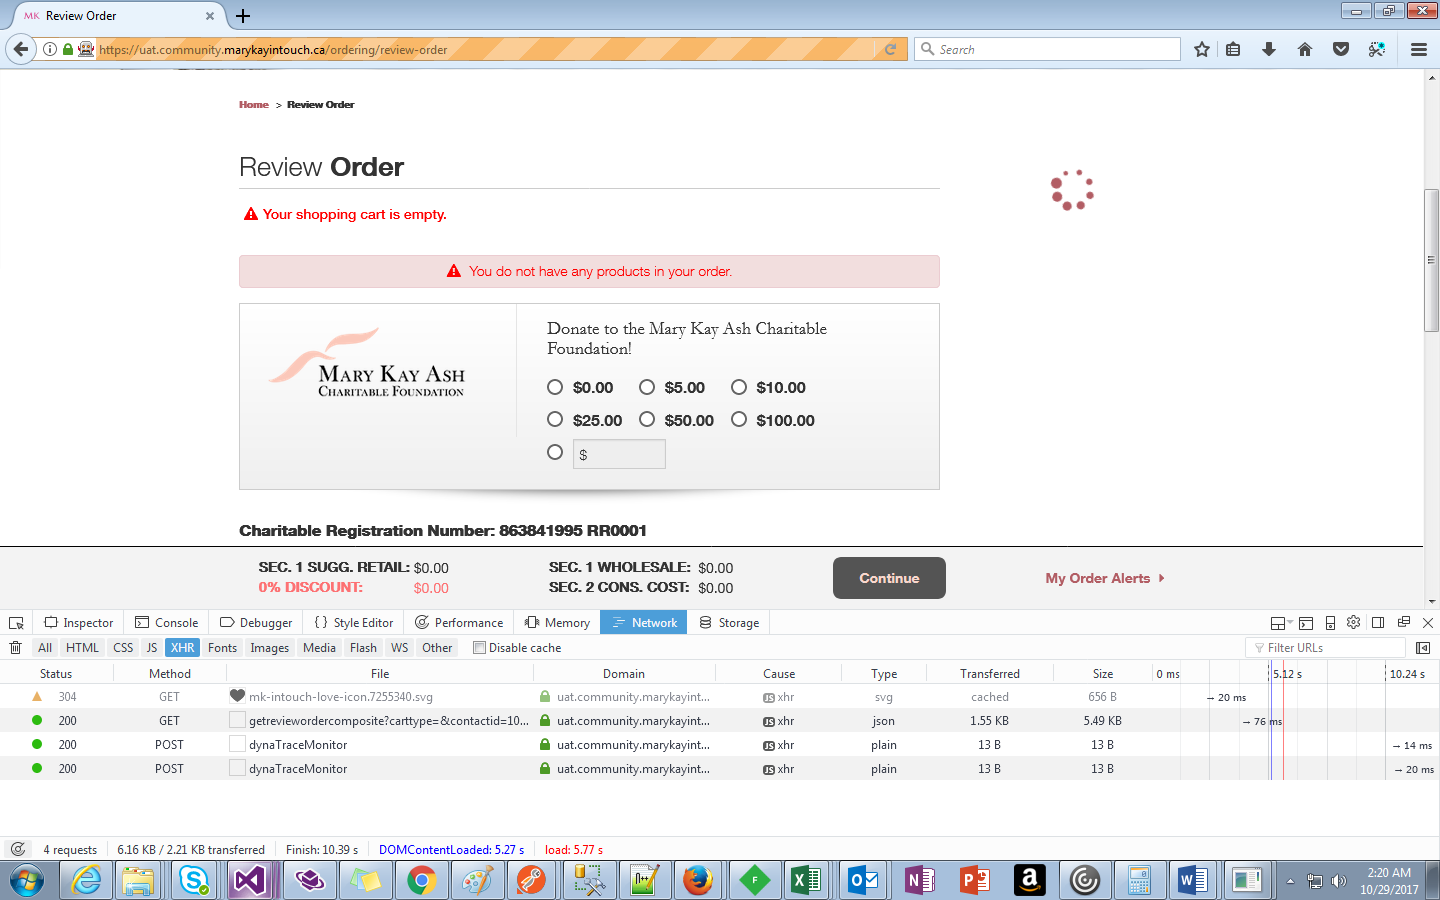 MK Review Order
https://uat.community.marykayintouch.ca/ordering/review-order
Search
Home > Review Order
Review Order
Your shopping cart is empty.
You do not have any products in your order.
MARY KAY ASH
CHARITABLE FOUNDATION
Donate to the Mary Kay Ash Charitable
Foundation!
$0.00 $5.00 $10.00
$25.00 $50.00 $100.00
$
Charitable Registration Number: 863841995 RR0001
SEC. 1 SUGG. RETAIL: $0.00 SEC. 1 WHOLESALE: $0.00
0% DISCOUNT: $0.00 SEC. 2 CONS. COST: $0.00
Continue
My Order Alerts
Inspector Console Debugger Style Editor Performance Memory Network Storage
All HTML CSS JS XHR Fonts Images Media Flash WS Other Disable cache Filter URLs
Status Method File Domain Cause Type Transferred Size 0 ms 5.12 s 10.24 s
304 GET mk-intouch-love-icon.7255340.svg uat.community.marykayint... JS xhr svg cached 656 B → 20 ms
200 GET getreviewordercomposite?carttype=&contactid=10... uat.community.marykayint... JS xhr json 1.55 KB 5.49 KB → 76 ms
200 POST dynaTraceMonitor uat.community.marykayint... JS xhr plain 13 B 13 B → 14 ms
200 POST dynaTraceMonitor uat.community.marykayint... JS xhr plain 13 B 13 B → 20 ms
4 requests 6.16 KB / 2.21 KB transferred Finish: 10.39 s DOMContentLoaded: 5.27 s load: 5.77 s
2:20 AM
10/29/2017